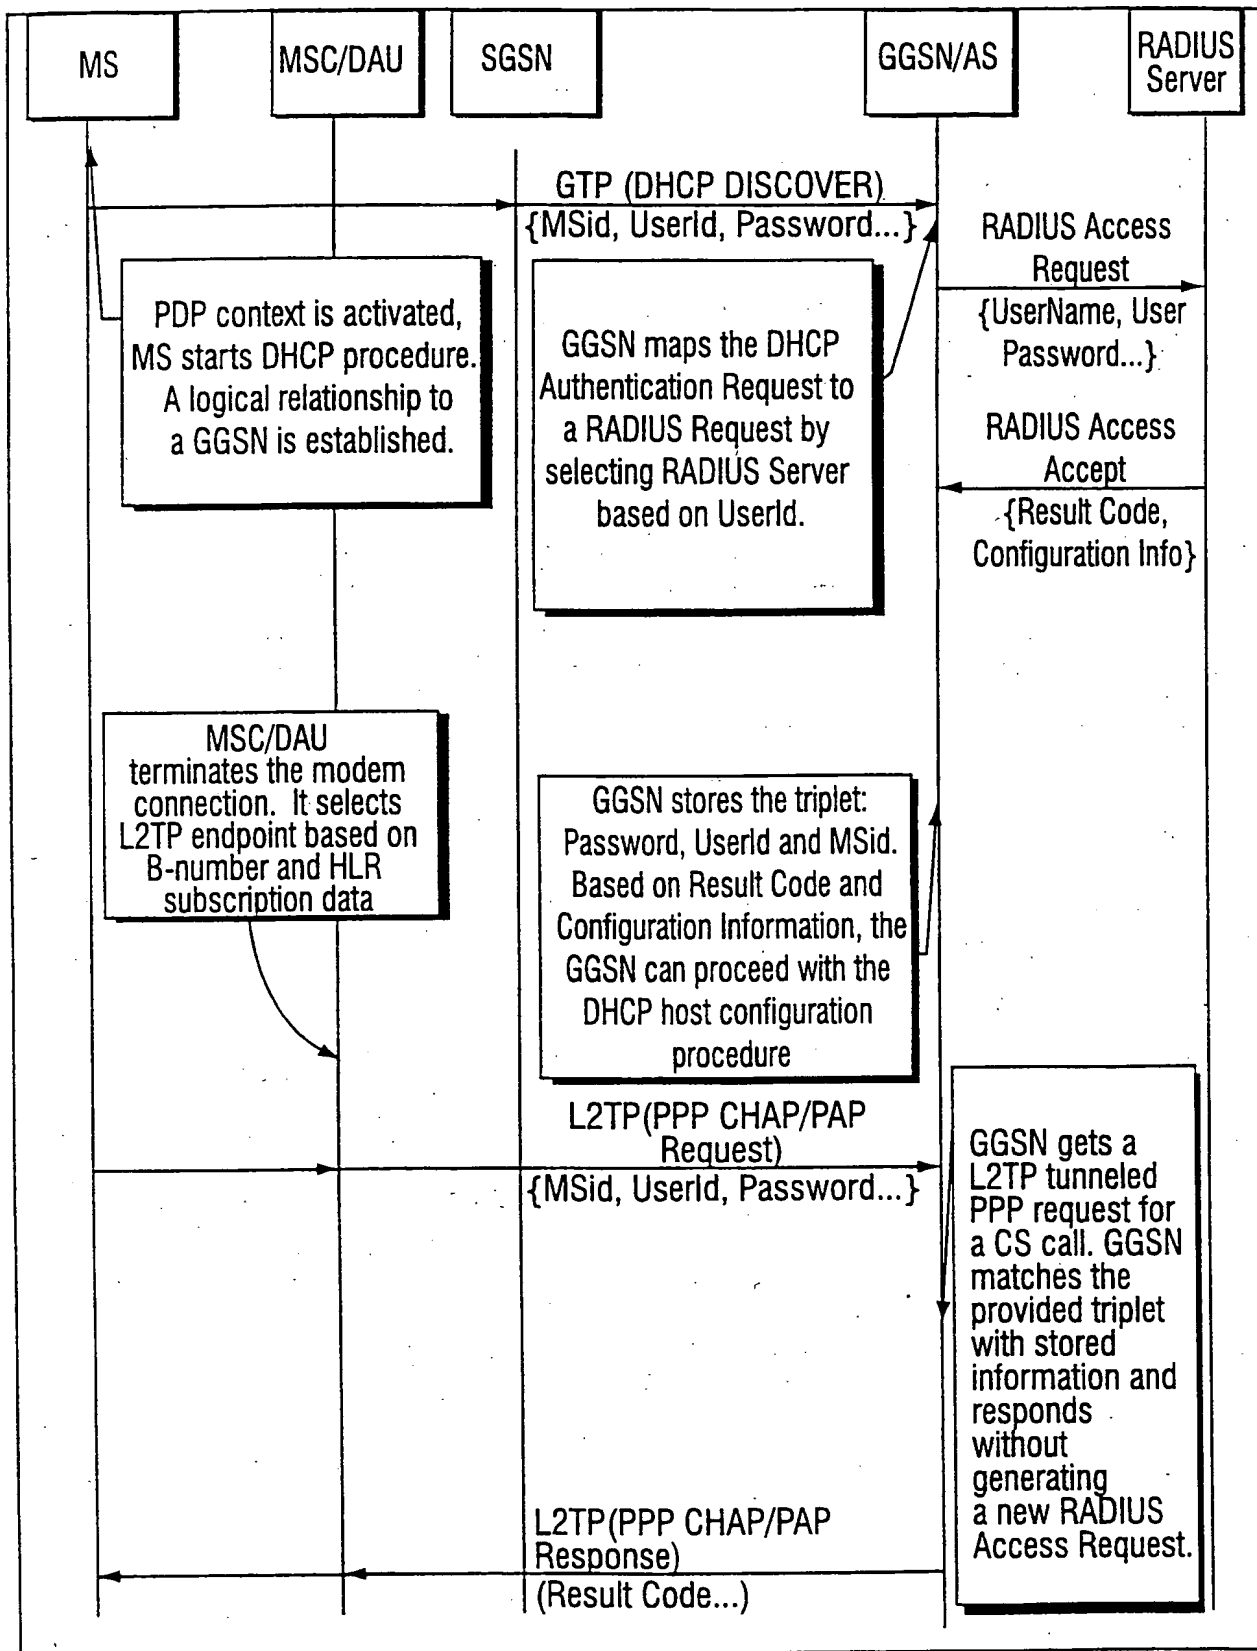 MS
MSC/DAU
SGSN
GGSN/AS
RADIUS
Server
GTP (DHCP DISCOVER)
{MSid, UserId, Password...}
RADIUS Access
Request
{UserName, User
Password...}
PDP context is activated,
MS starts DHCP procedure.
A logical relationship to
a GGSN is established.
GGSN maps the DHCP
Authentication Request to
a RADIUS Request by
selecting RADIUS Server
based on UserId.
RADIUS Access
Accept
{Result Code,
Configuration Info}
MSC/DAU
terminates the modem
connection. It selects
L2TP endpoint based on
B-number and HLR
subscription data
GGSN stores the triplet:
Password, UserId and MSid.
Based on Result Code and
Configuration Information, the
GGSN can proceed with the
DHCP host configuration
procedure
L2TP(PPP CHAP/PAP
Request)
{MSid, UserId, Password...}
GGSN gets a
L2TP tunneled
PPP request for
a CS call. GGSN
matches the
provided triplet
with stored
information and
responds
without
generating
a new RADIUS
Access Request.
L2TP(PPP CHAP/PAP
Response)
(Result Code...)